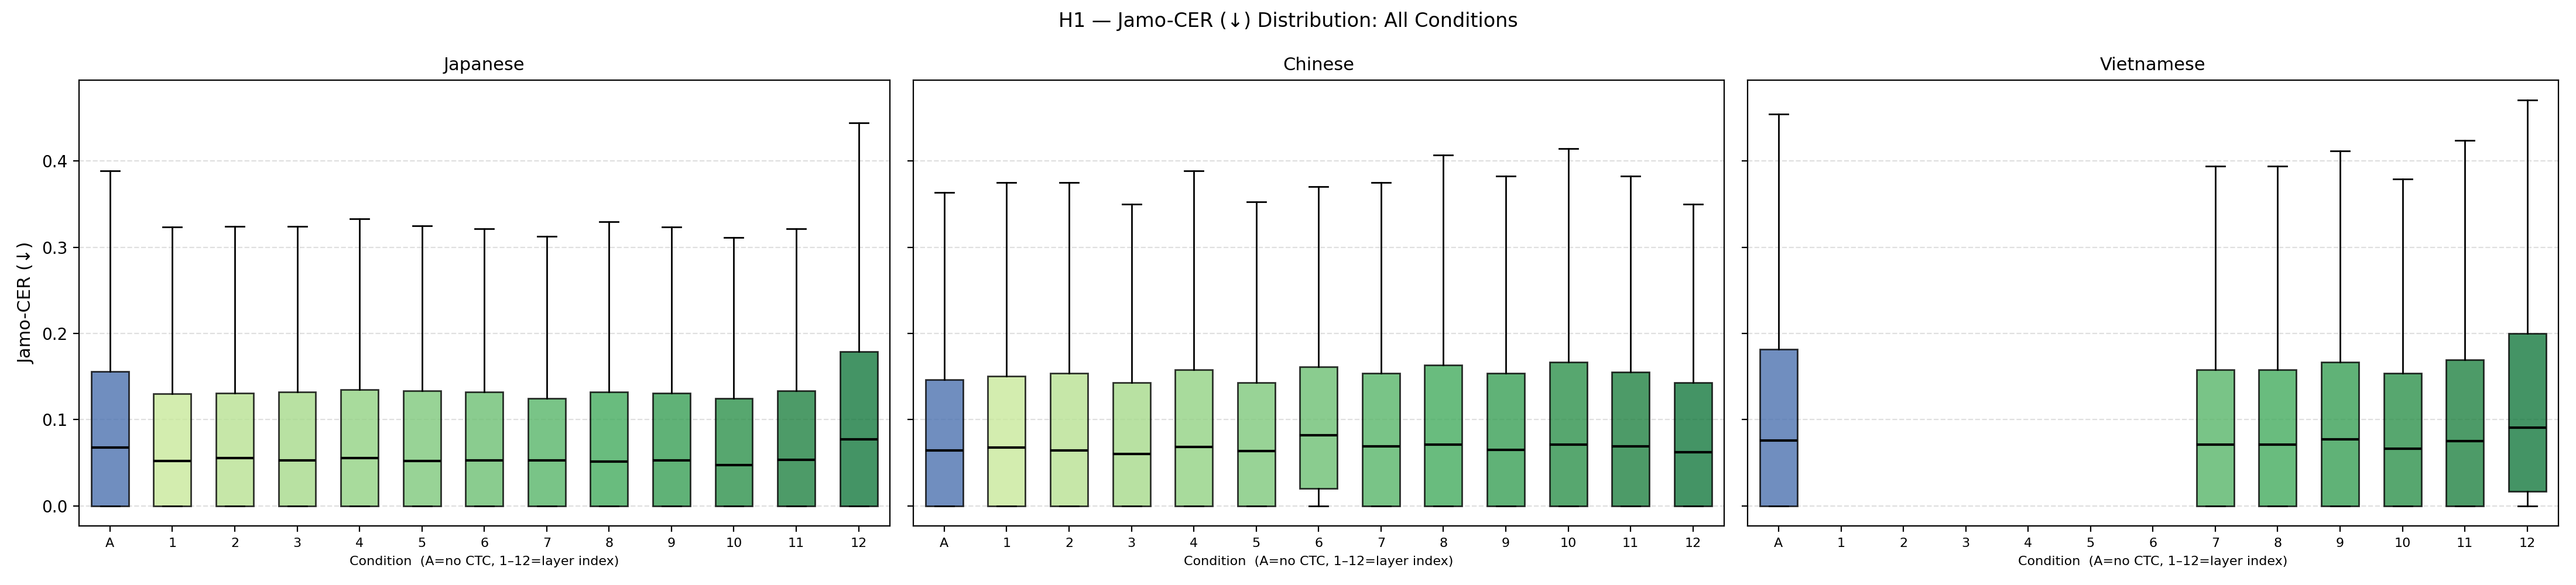 H1 — Jamo-CER (↓) Distribution: All Conditions
Japanese
Chinese
Vietnamese
Jamo-CER (↓)
0.4
0.3
0.2
0.1
0.0
A 1 2 3 4 5 6 7 8 9 10 11 12
Condition (A=no CTC, 1–12=layer index)
A 1 2 3 4 5 6 7 8 9 10 11 12
Condition (A=no CTC, 1–12=layer index)
A 1 2 3 4 5 6 7 8 9 10 11 12
Condition (A=no CTC, 1–12=layer index)